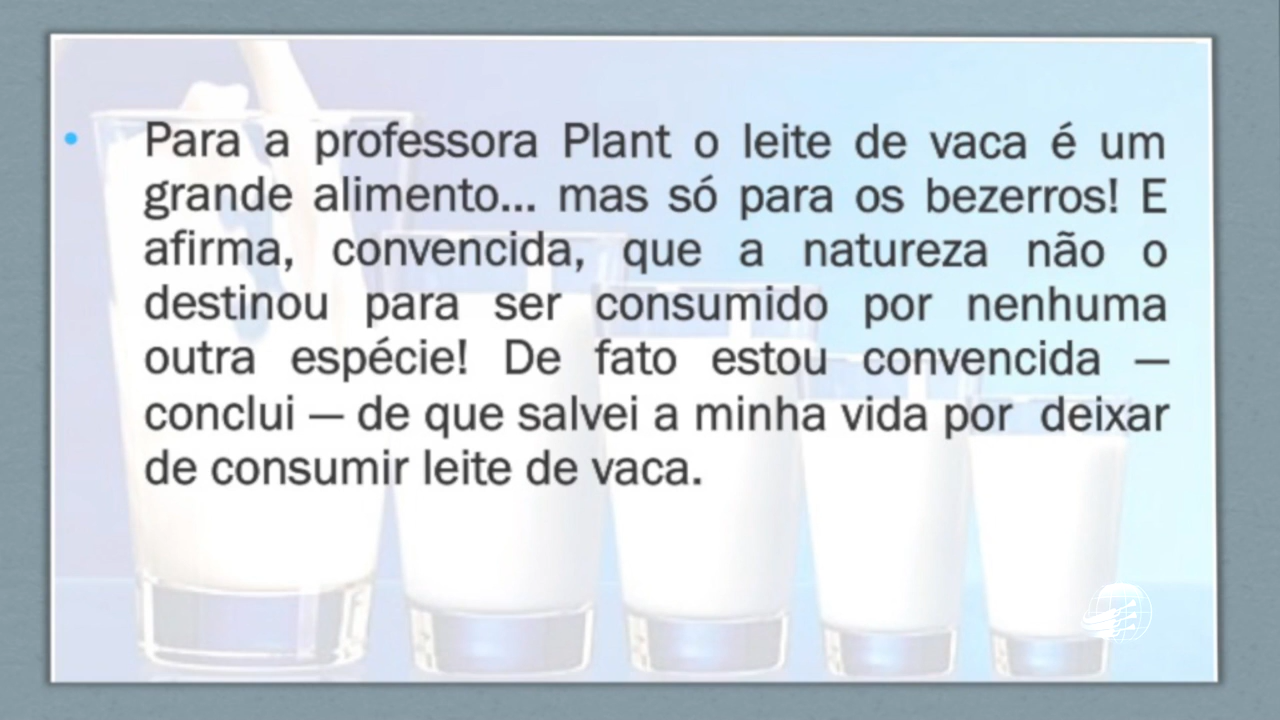 • Para a professora Plant o leite de vaca é um
grande alimento... mas só para os bezerros! E
afirma, convencida, que a natureza não o
destinou para ser consumido por nenhuma
outra espécie! De fato estou convencida —
conclui — de que salvei a minha vida por deixar
de consumir leite de vaca.